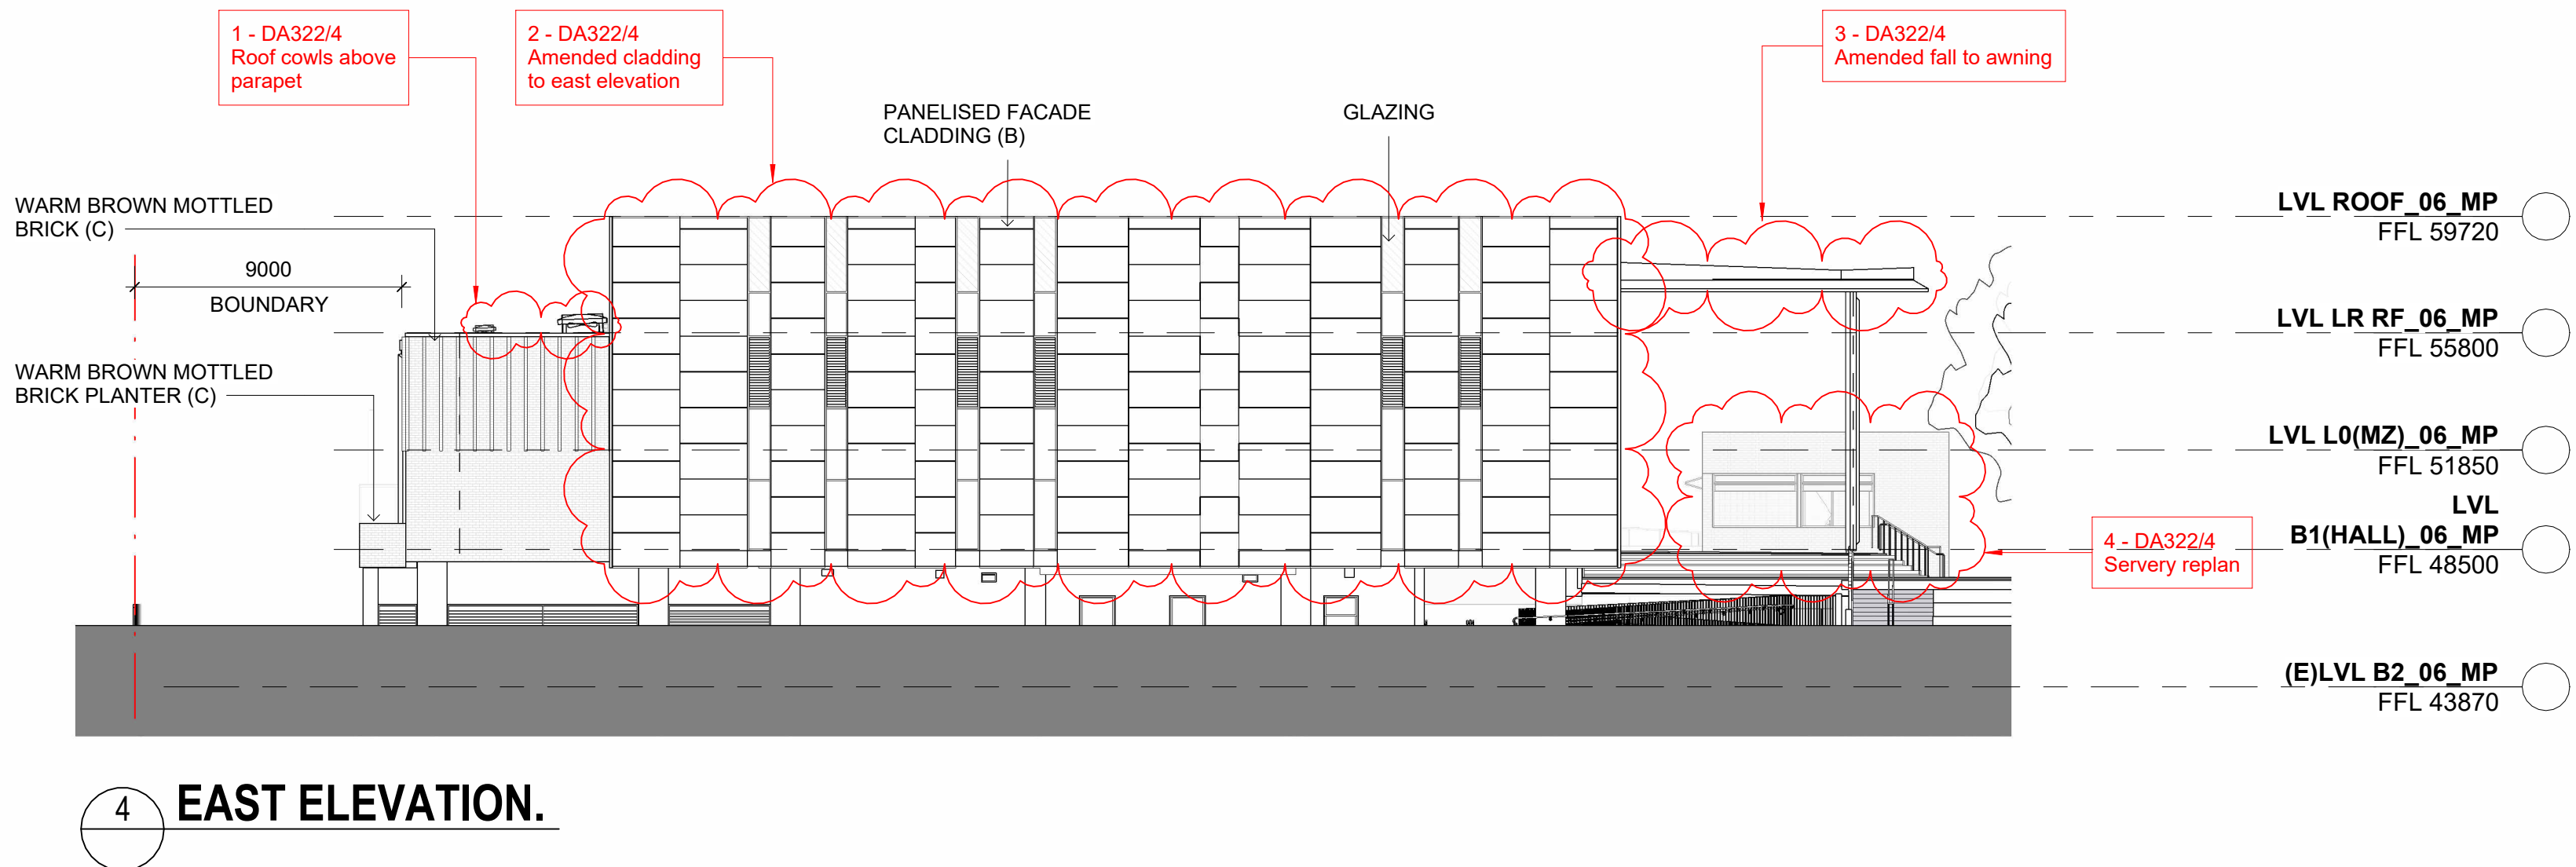 1 - DA322/4
Roof cowls above
parapet
2 - DA322/4
Amended cladding
to east elevation
3 - DA322/4
Amended fall to awning
PANELISED FACADE
CLADDING (B)
GLAZING
WARM BROWN MOTTLED
BRICK (C)
9000
BOUNDARY
WARM BROWN MOTTLED
BRICK PLANTER (C)
LVL ROOF_06_MP
FFL 59720
LVL LR RF_06_MP
FFL 55800
LVL L0(MZ)_06_MP
FFL 51850
LVL
B1(HALL)_06_MP
FFL 48500
4 - DA322/4
Servery replan
(E)LVL B2_06_MP
FFL 43870
4
EAST ELEVATION.